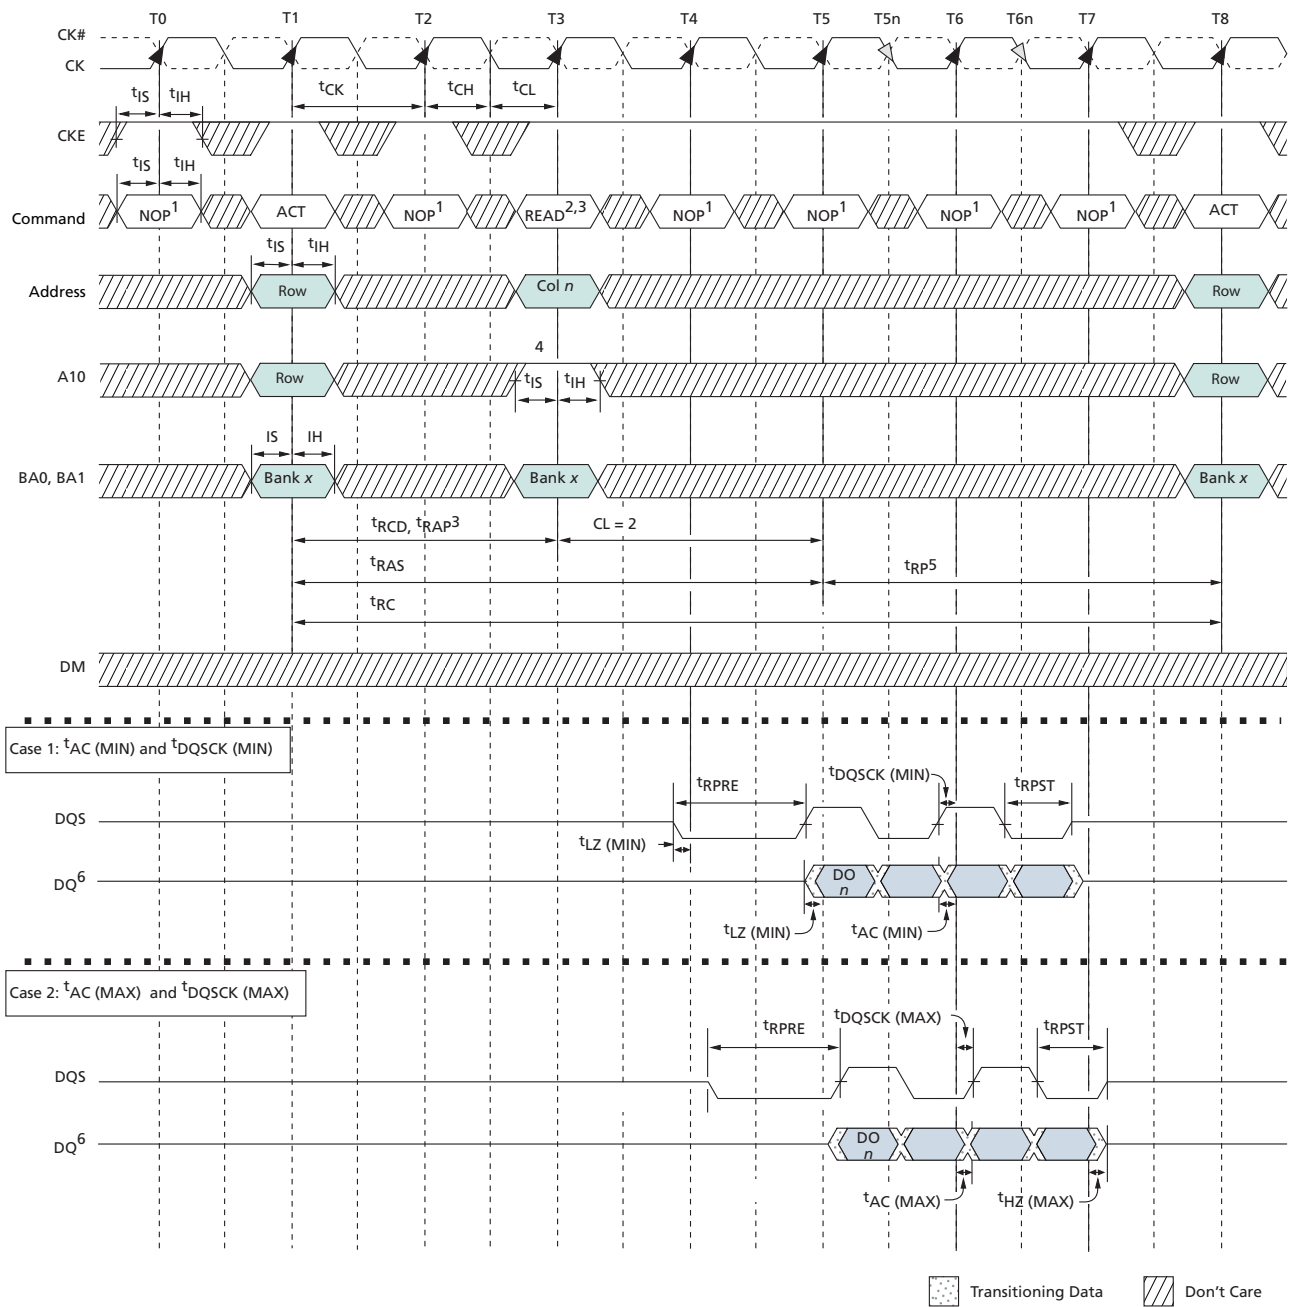 T0 T1 T2 T3 T4 T5 T5n T6 T6n T7 T8
CK#
CK
tCK tCH tCL
tIS tIH
CKE
tIS tIH
Command NOP1 ACT NOP1 READ2,3 NOP1 NOP1 NOP1 NOP1 ACT
tIS tIH
Address Row Col n Row
4
A10 Row tIS tIH Row
IS IH
BA0, BA1 Bank x Bank x Bank x
tRCD, tRAP3 CL = 2
tRAS tRP5
tRC
DM
Case 1: tAC (MIN) and tDQSCK (MIN)
tRPRE tDQSCK (MIN) tRPST
DQS
tLZ (MIN)
DQ6 DO n
tLZ (MIN) tAC (MIN)
Case 2: tAC (MAX) and tDQSCK (MAX)
tDQSCK (MAX)
tRPRE tRPST
DQS
DQ6 DO n
tAC (MAX) tHZ (MAX)
Transitioning Data Don't Care